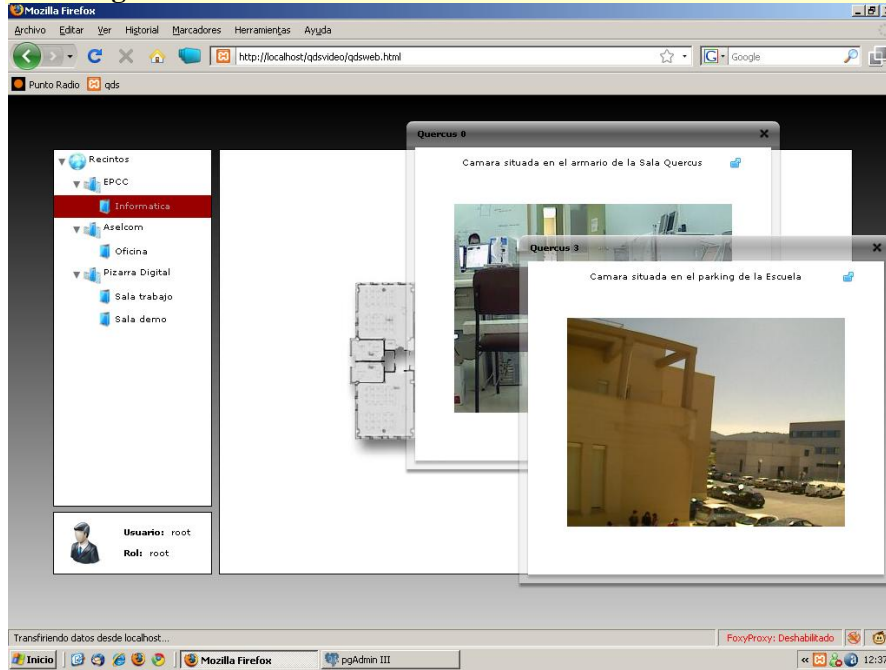 Mozilla Firefox
Archivo Editar Ver Historial Marcadores Herramientas Ayuda
http://localhost/qdsvideo/qdsweb.html
Google
Punto Radio qds
Quercus 0
Camara situada en el armario de la Sala Quercus
Recintos
EPCC
Informatica
Aselcom
Oficina
Pizarra Digital
Sala trabajo
Sala demo
Quercus 3
Camara situada en el parking de la Escuela
Usuario: root
Rol: root
Transfiriendo datos desde localhost...
FoxyProxy: Deshabilitado
Inicio Mozilla Firefox pgAdmin III 12:37